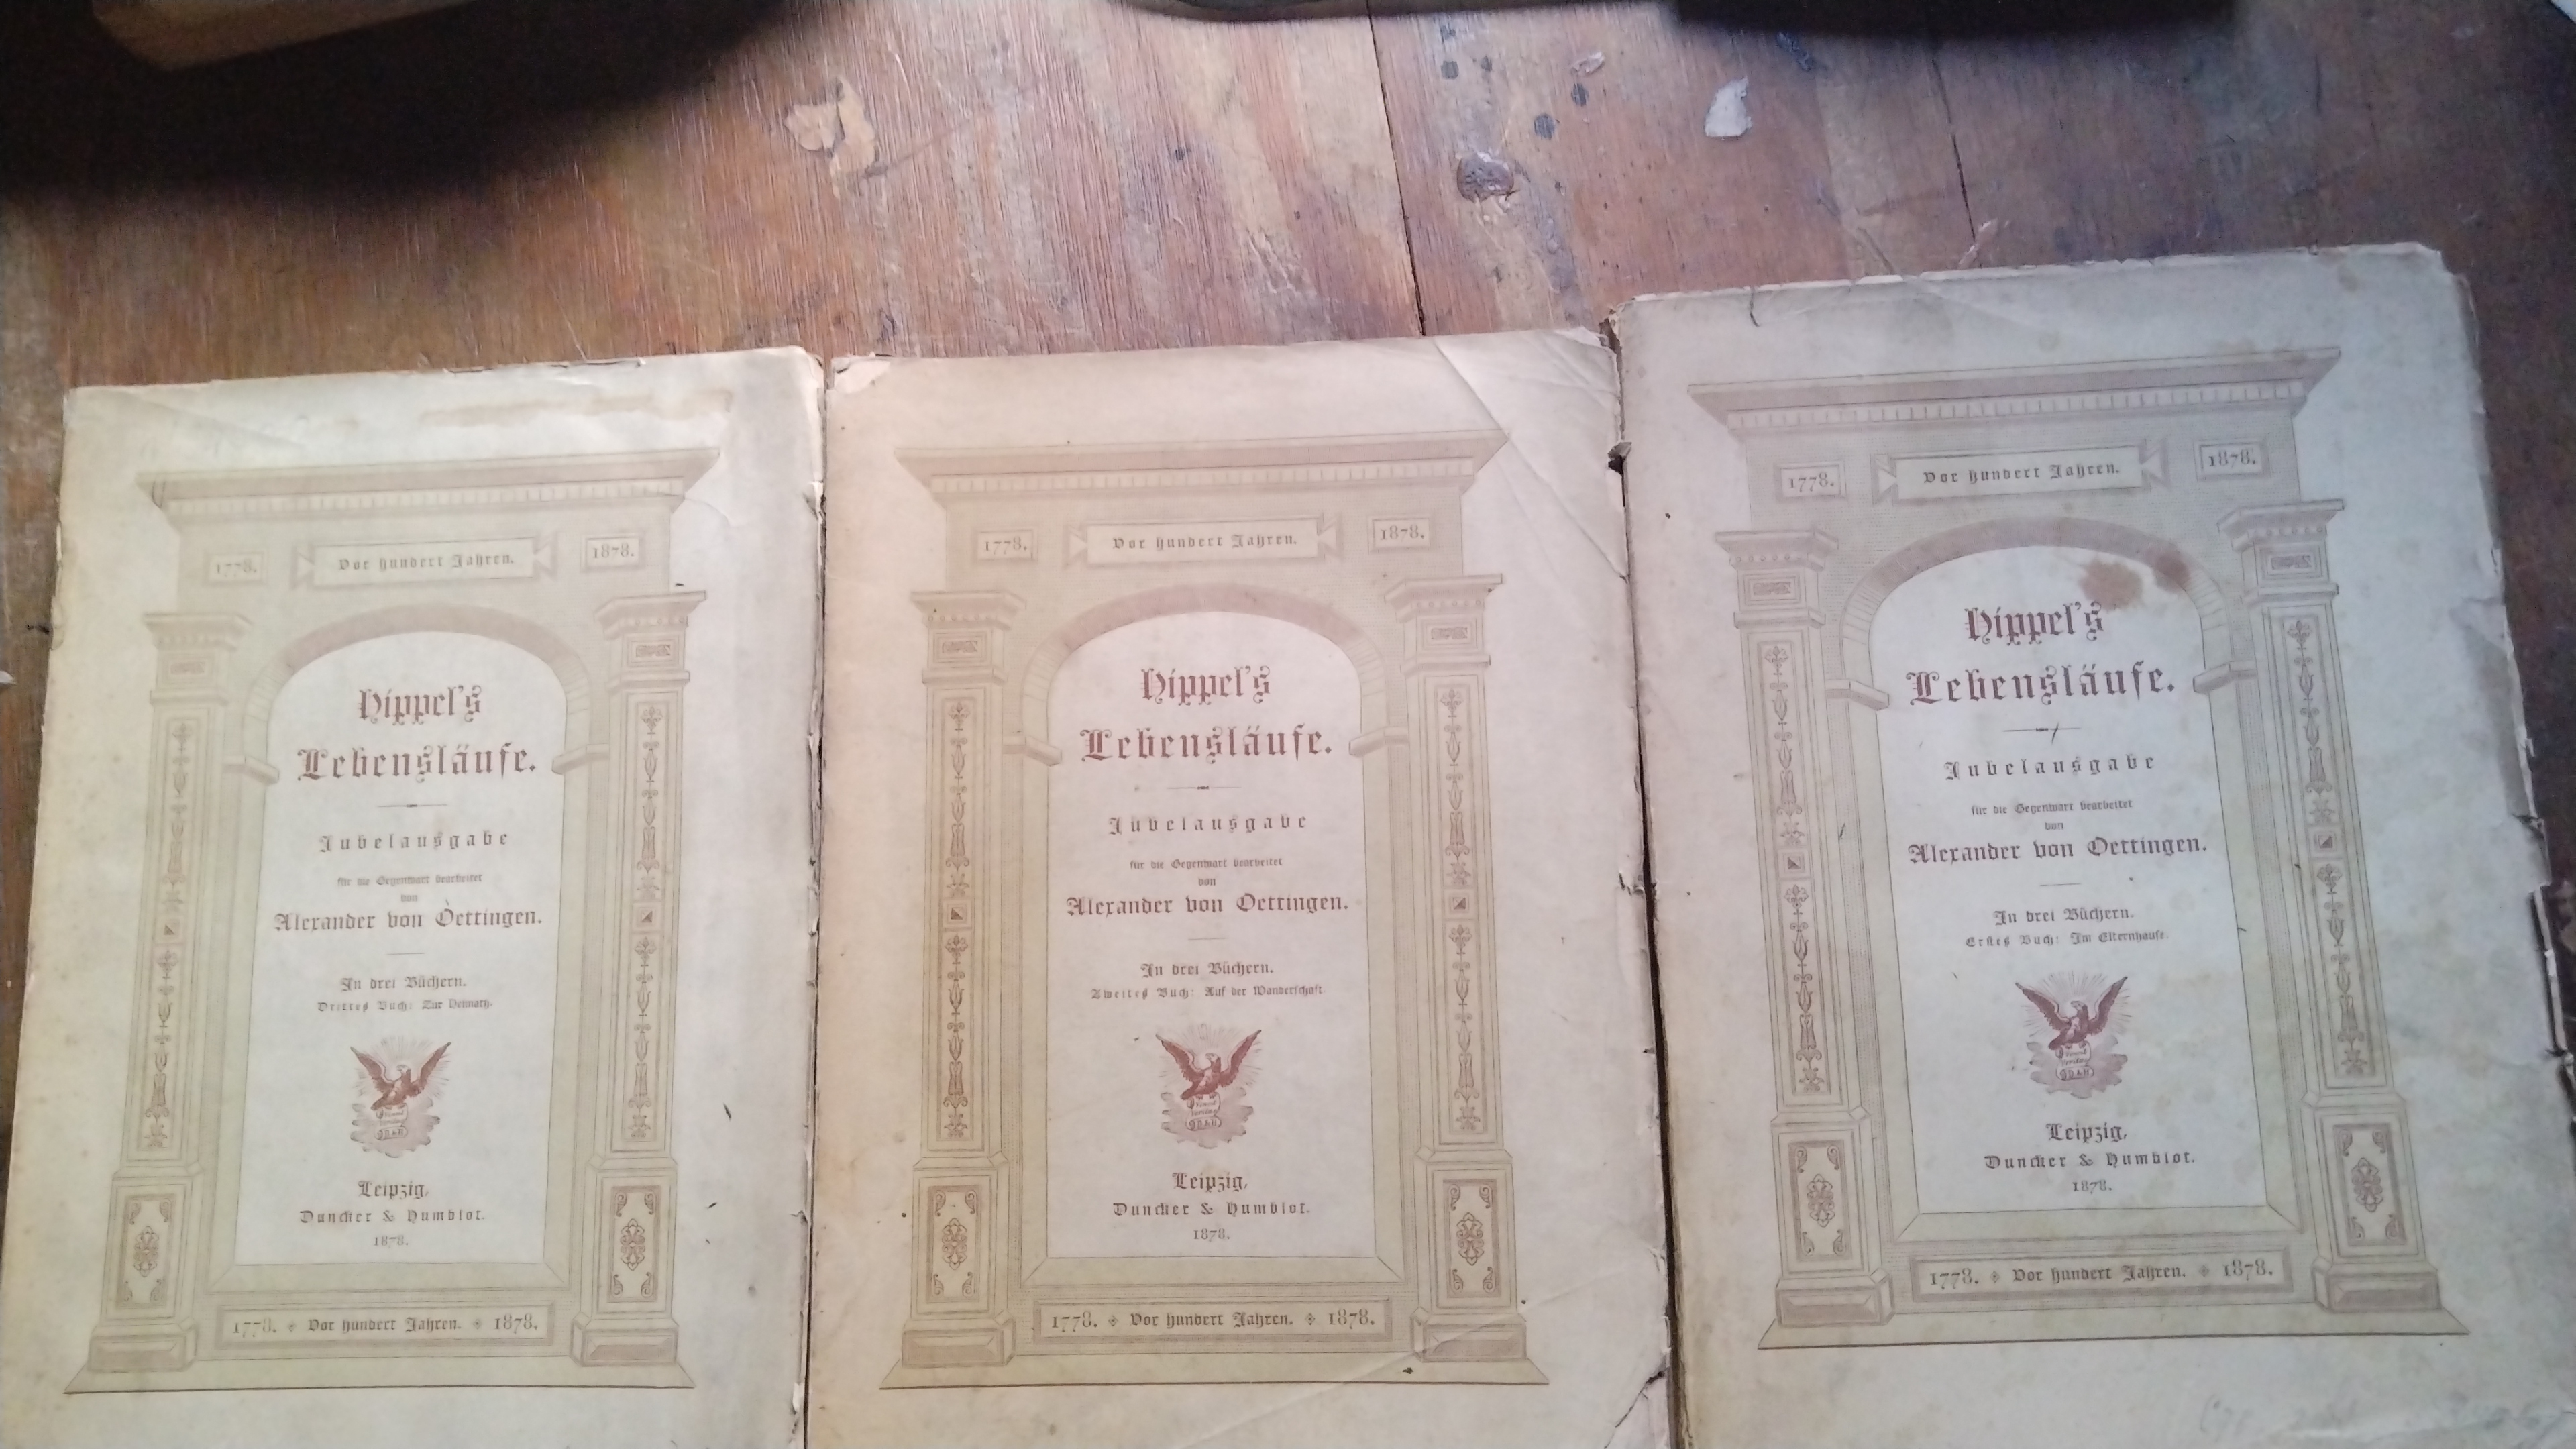 1778.
Vor hundert Jahren.
1878.
Hippel's
Lebensläufe.
Jubelausgabe
für die Gegenwart bearbeitet
von
Alexander von Oettingen.
In drei Büchern.
Drittes Buch: Zur Heimath.
Leipzig,
Duncker & Humblot.
1878.
1778. Vor hundert Jahren. 1878.
1778.
Vor hundert Jahren.
1878.
Hippel's
Lebensläufe.
Jubelausgabe
für die Gegenwart bearbeitet
von
Alexander von Oettingen.
In drei Büchern.
Zweites Buch: Auf der Wanderschaft.
Leipzig,
Duncker & Humblot.
1878.
1778. Vor hundert Jahren. 1878.
1778.
Vor hundert Jahren.
1878.
Hippel's
Lebensläufe.
Jubelausgabe
für die Gegenwart bearbeitet
von
Alexander von Oettingen.
In drei Büchern.
Erstes Buch: Im Elternhause.
Leipzig,
Duncker & Humblot.
1878.
1778. Vor hundert Jahren. 1878.